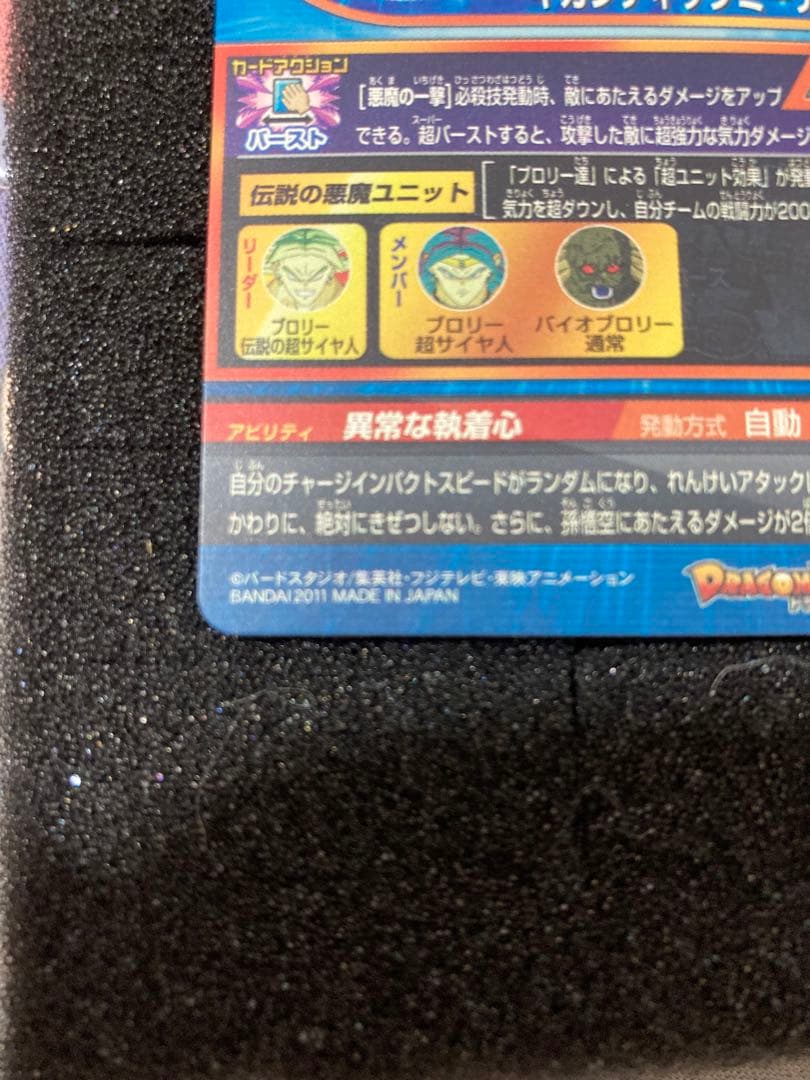 カードアクション
バースト
[悪魔の一撃]必殺技発動時、敵にあたえるダメージをアップ
できる。超バーストすると、攻撃した敵に超強力な気力ダメージ
伝説の悪魔ユニット
「ブロリー達」による「超ユニット効果」が発動
気力を超ダウンし、自分チームの戦闘力が200
リーダー
ブロリー
伝説の超サイヤ人
メンバー
ブロリー
超サイヤ人
バイオブロリー
通常
アビリティ 異常な執着心 発動方式 自動
自分のチャージインパクトスピードがランダムになり、れんけいアタック
かわりに、絶対にきぜつしない。さらに、孫悟空にあたえるダメージが2
©バードスタジオ/集英社・フジテレビ・東映アニメーション
BANDAI 2011 MADE IN JAPAN
DRAGON